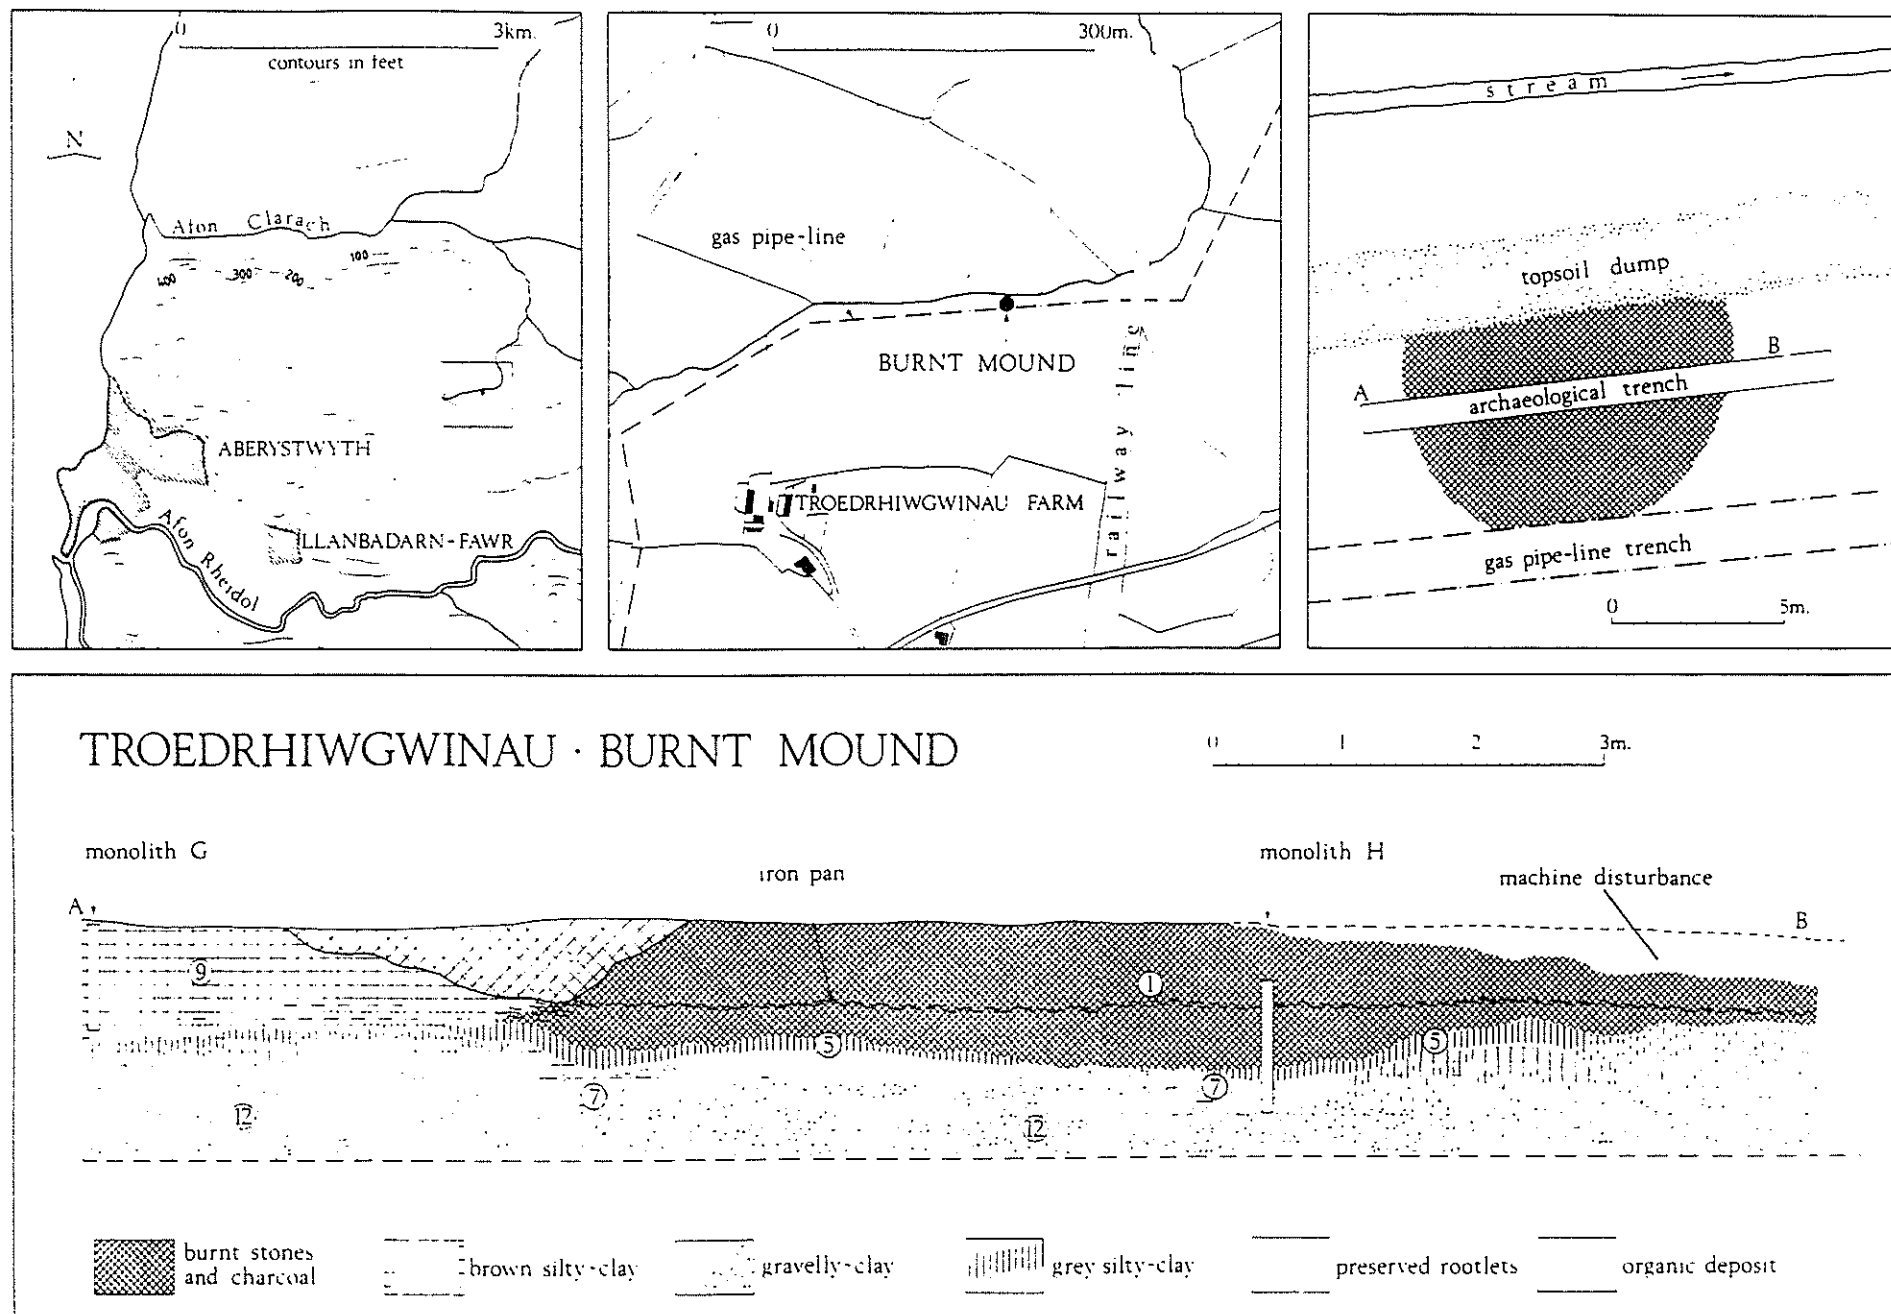 0 3km.
contours in feet
N
Afon Clarach
400 300 200 100
ABERYSTWYTH
LLANBADARN-FAWR
Afon Rheidol
0 300m.
gas pipe-line
BURNT MOUND
railway line
TROEDRHIWGWINAU FARM
stream
topsoil dump
A B
archaeological trench
gas pipe-line trench
0 5m.
TROEDRHIWGWINAU · BURNT MOUND
0 1 2 3m.
monolith G
iron pan
monolith H
machine disturbance
A B
9
1
5 5
7 7
12 12
burnt stones
and charcoal
brown silty-clay
gravelly-clay
grey silty-clay
preserved rootlets
organic deposit